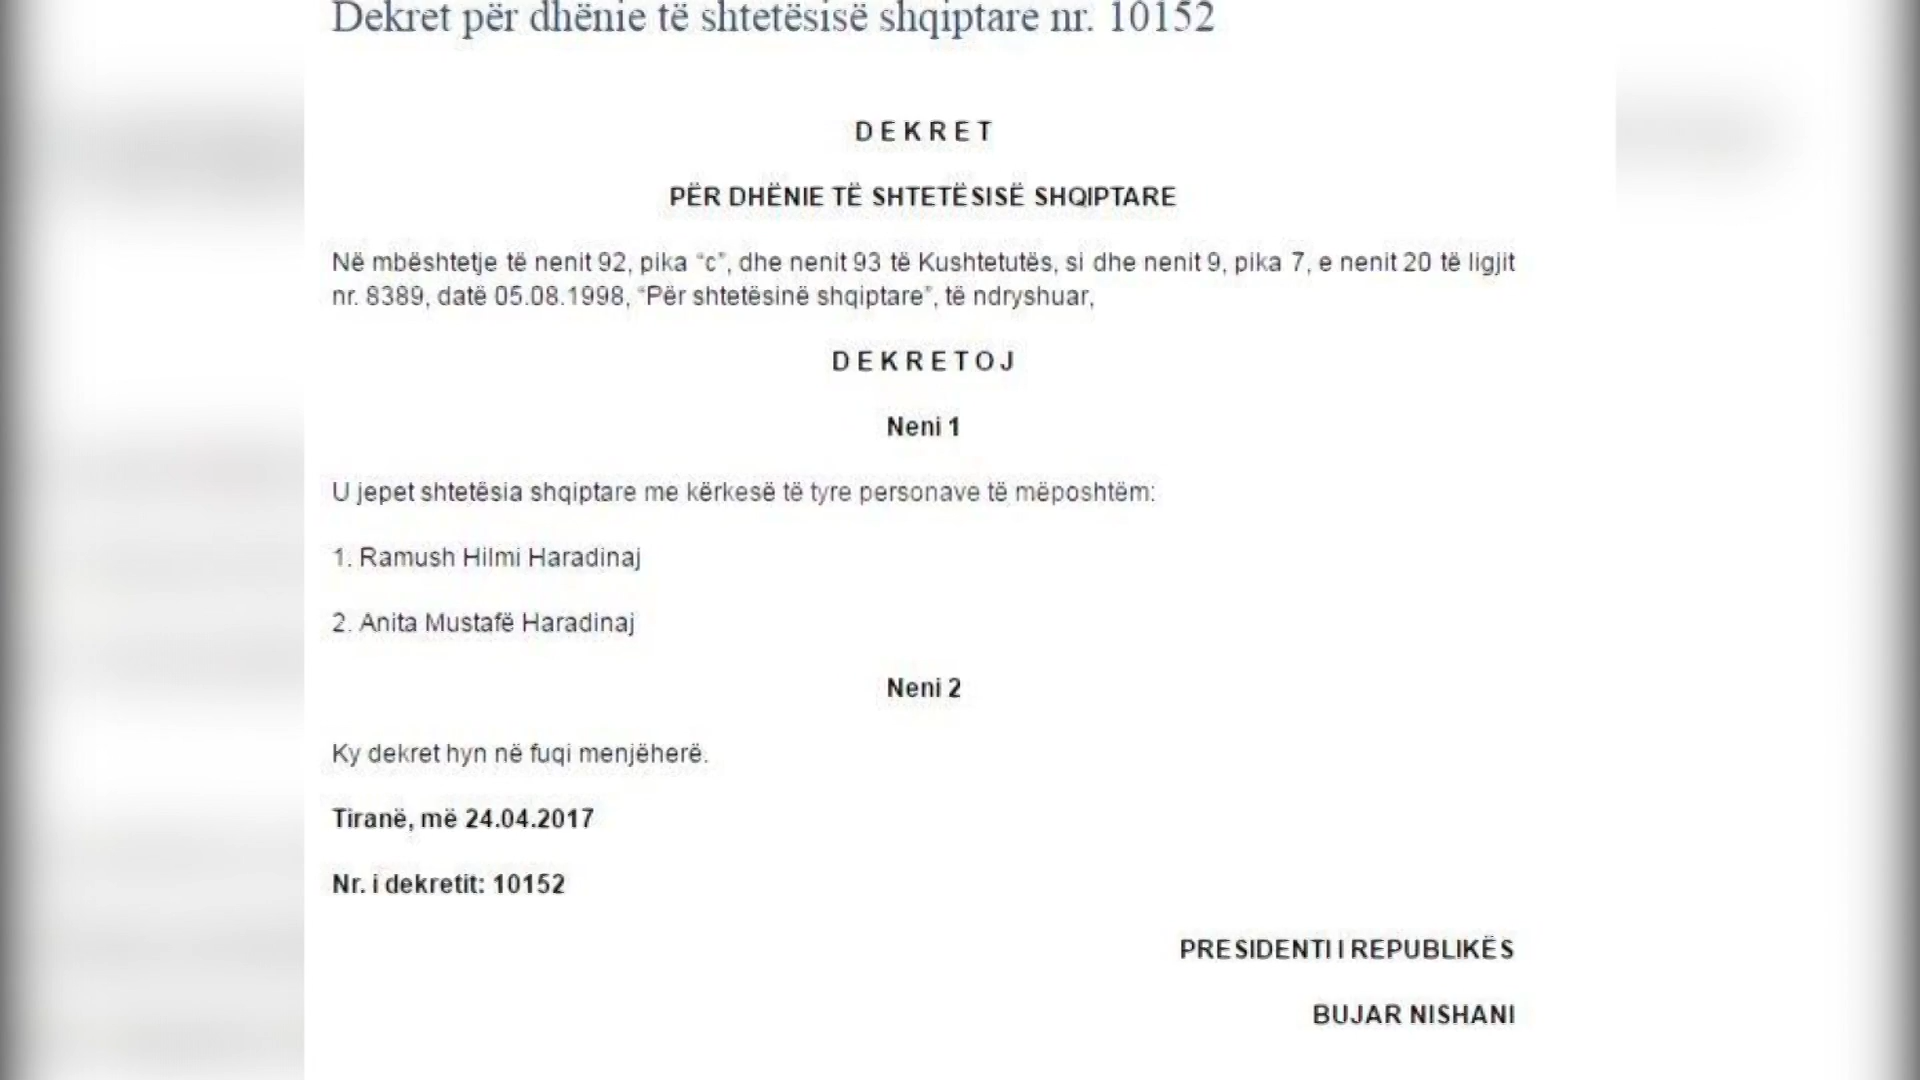 Dekret për dhënie të shtetësisë shqiptare nr. 10152
D E K R E T
PËR DHËNIE TË SHTETËSISË SHQIPTARE
Në mbështetje të nenit 92, pika “c”, dhe nenit 93 të Kushtetutës, si dhe nenit 9, pika 7, e nenit 20 të ligjit
nr. 8389, datë 05.08.1998, “Për shtetësinë shqiptare”, të ndryshuar,
D E K R E T O J
Neni 1
U jepet shtetësia shqiptare me kërkesë të tyre personave të mëposhtëm:
1. Ramush Hilmi Haradinaj
2. Anita Mustafë Haradinaj
Neni 2
Ky dekret hyn në fuqi menjëherë.
Tiranë, më 24.04.2017
Nr. i dekretit: 10152
PRESIDENTI I REPUBLIKËS
BUJAR NISHANI